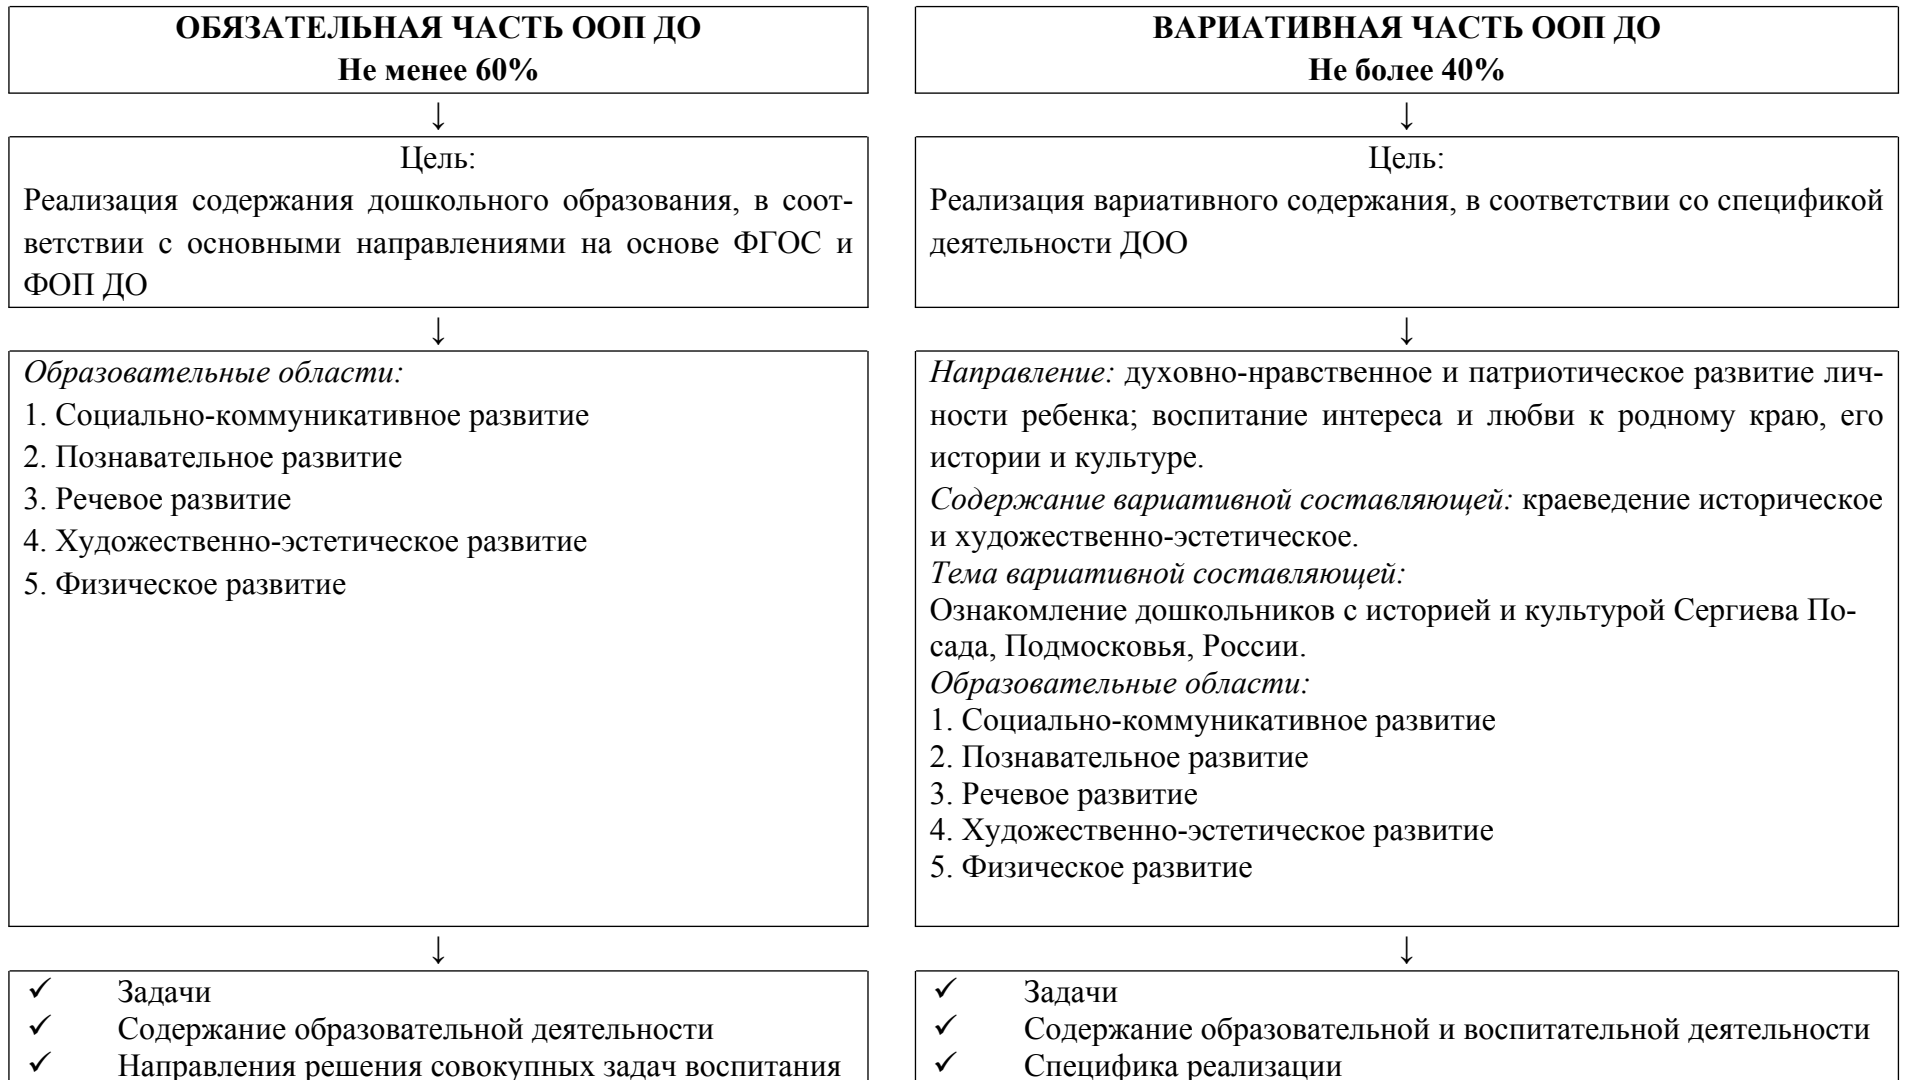 ОБЯЗАТЕЛЬНАЯ ЧАСТЬ ООП ДО
Не менее 60%
↓
Цель:
Реализация содержания дошкольного образования, в соот-
ветствии с основными направлениями на основе ФГОС и
ФОП ДО
↓
Образовательные области:
1. Социально-коммуникативное развитие
2. Познавательное развитие
3. Речевое развитие
4. Художественно-эстетическое развитие
5. Физическое развитие
↓
✓ Задачи
✓ Содержание образовательной деятельности
✓ Направления решения совокупных задач воспитания
ВАРИАТИВНАЯ ЧАСТЬ ООП ДО
Не более 40%
↓
Цель:
Реализация вариативного содержания, в соответствии со спецификой
деятельности ДОО
↓
Направление: духовно-нравственное и патриотическое развитие лич-
ности ребенка; воспитание интереса и любви к родному краю, его
истории и культуре.
Содержание вариативной составляющей: краеведение историческое
и художественно-эстетическое.
Тема вариативной составляющей:
Ознакомление дошкольников с историей и культурой Сергиева По-
сада, Подмосковья, России.
Образовательные области:
1. Социально-коммуникативное развитие
2. Познавательное развитие
3. Речевое развитие
4. Художественно-эстетическое развитие
5. Физическое развитие
↓
✓ Задачи
✓ Содержание образовательной и воспитательной деятельности
✓ Специфика реализации